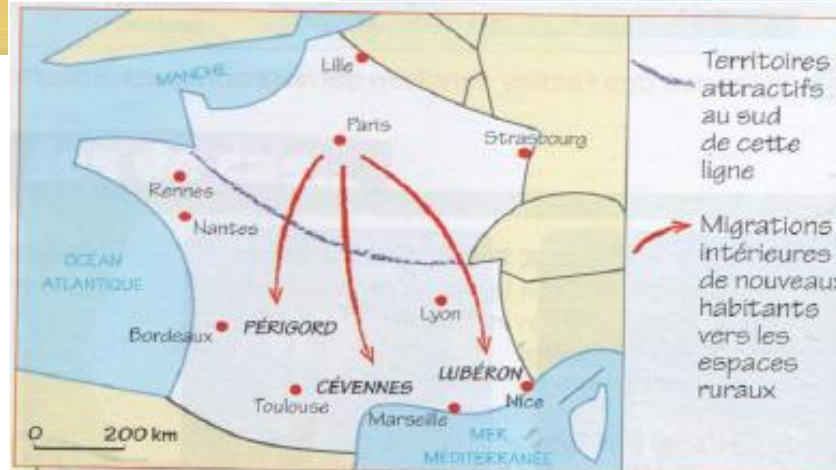 MANCHE
Lille
Paris
Strasbourg
Rennes
Nantes
OCÉAN
ATLANTIQUE
Lyon
Bordeaux
PÉRIGORD
CÉVENNES
LUBÉRON
Toulouse
Marseille
Nice
MER
MÉDITERRANÉE
0 200 km
Territoires
attractifs
au sud
de cette
ligne
Migrations
intérieures
de nouveaux
habitants
vers les
espaces
ruraux